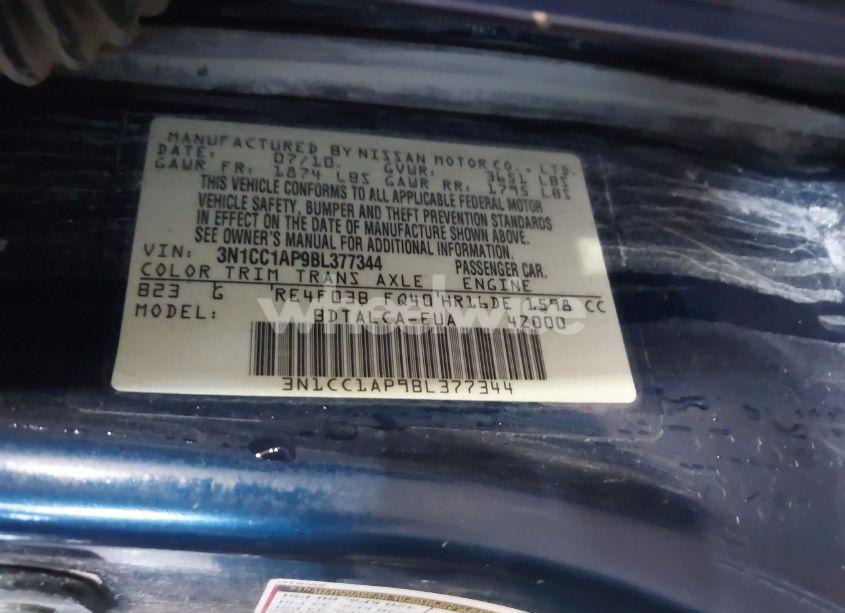 MANUFACTURED BY NISSAN MOTOR CO., LTD.
DATE: 07/10 GVWR: 3651 LBS
GAWR FR: 1874 LBS GAWR RR: 1795 LBS
THIS VEHICLE CONFORMS TO ALL APPLICABLE FEDERAL MOTOR
VEHICLE SAFETY, BUMPER AND THEFT PREVENTION STANDARDS
IN EFFECT ON THE DATE OF MANUFACTURE SHOWN ABOVE.
SEE OWNER'S MANUAL FOR ADDITIONAL INFORMATION.
VIN: 3N1CC1AP9BL377344 PASSENGER CAR.
COLOR TRIM TRANS AXLE ENGINE
B23 G RE4F03B FQ40 HR16DE 1598 CC
MODEL: BDTALCA-EUA 42000
3N1CC1AP9BL377344
wheelwise